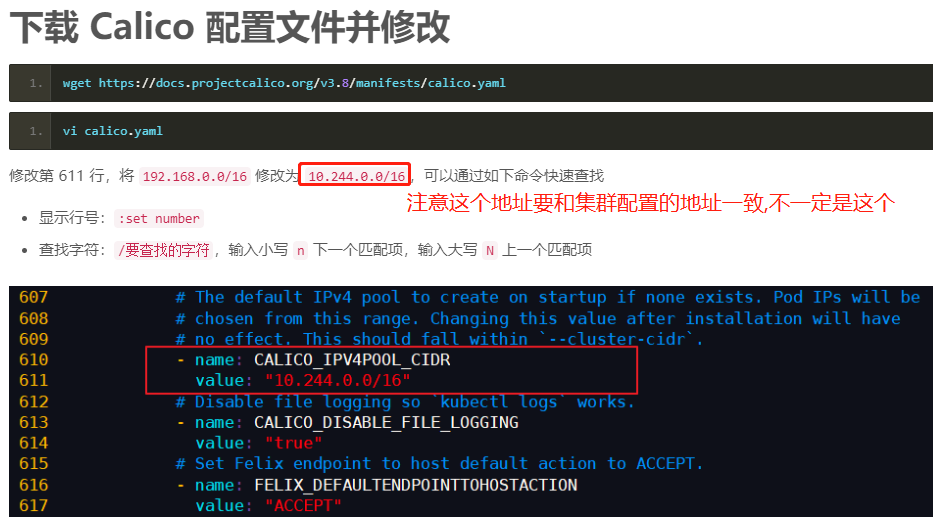 下载 Calico 配置文件并修改
1. wget https://docs.projectcalico.org/v3.8/manifests/calico.yaml
1. vi calico.yaml
修改第 611 行，将 192.168.0.0/16 修改为 10.244.0.0/16，可以通过如下命令快速查找
注意这个地址要和集群配置的地址一致,不一定是这个
• 显示行号：:set number
• 查找字符：/要查找的字符，输入小写 n 下一个匹配项，输入大写 N 上一个匹配项
607 # The default IPv4 pool to create on startup if none exists. Pod IPs will be
608 # chosen from this range. Changing this value after installation will have
609 # no effect. This should fall within `--cluster-cidr`.
610 - name: CALICO_IPV4POOL_CIDR
611 value: "10.244.0.0/16"
612 # Disable file logging so `kubectl logs` works.
613 - name: CALICO_DISABLE_FILE_LOGGING
614 value: "true"
615 # Set Felix endpoint to host default action to ACCEPT.
616 - name: FELIX_DEFAULTENDPOINTTOHOSTACTION
617 value: "ACCEPT"